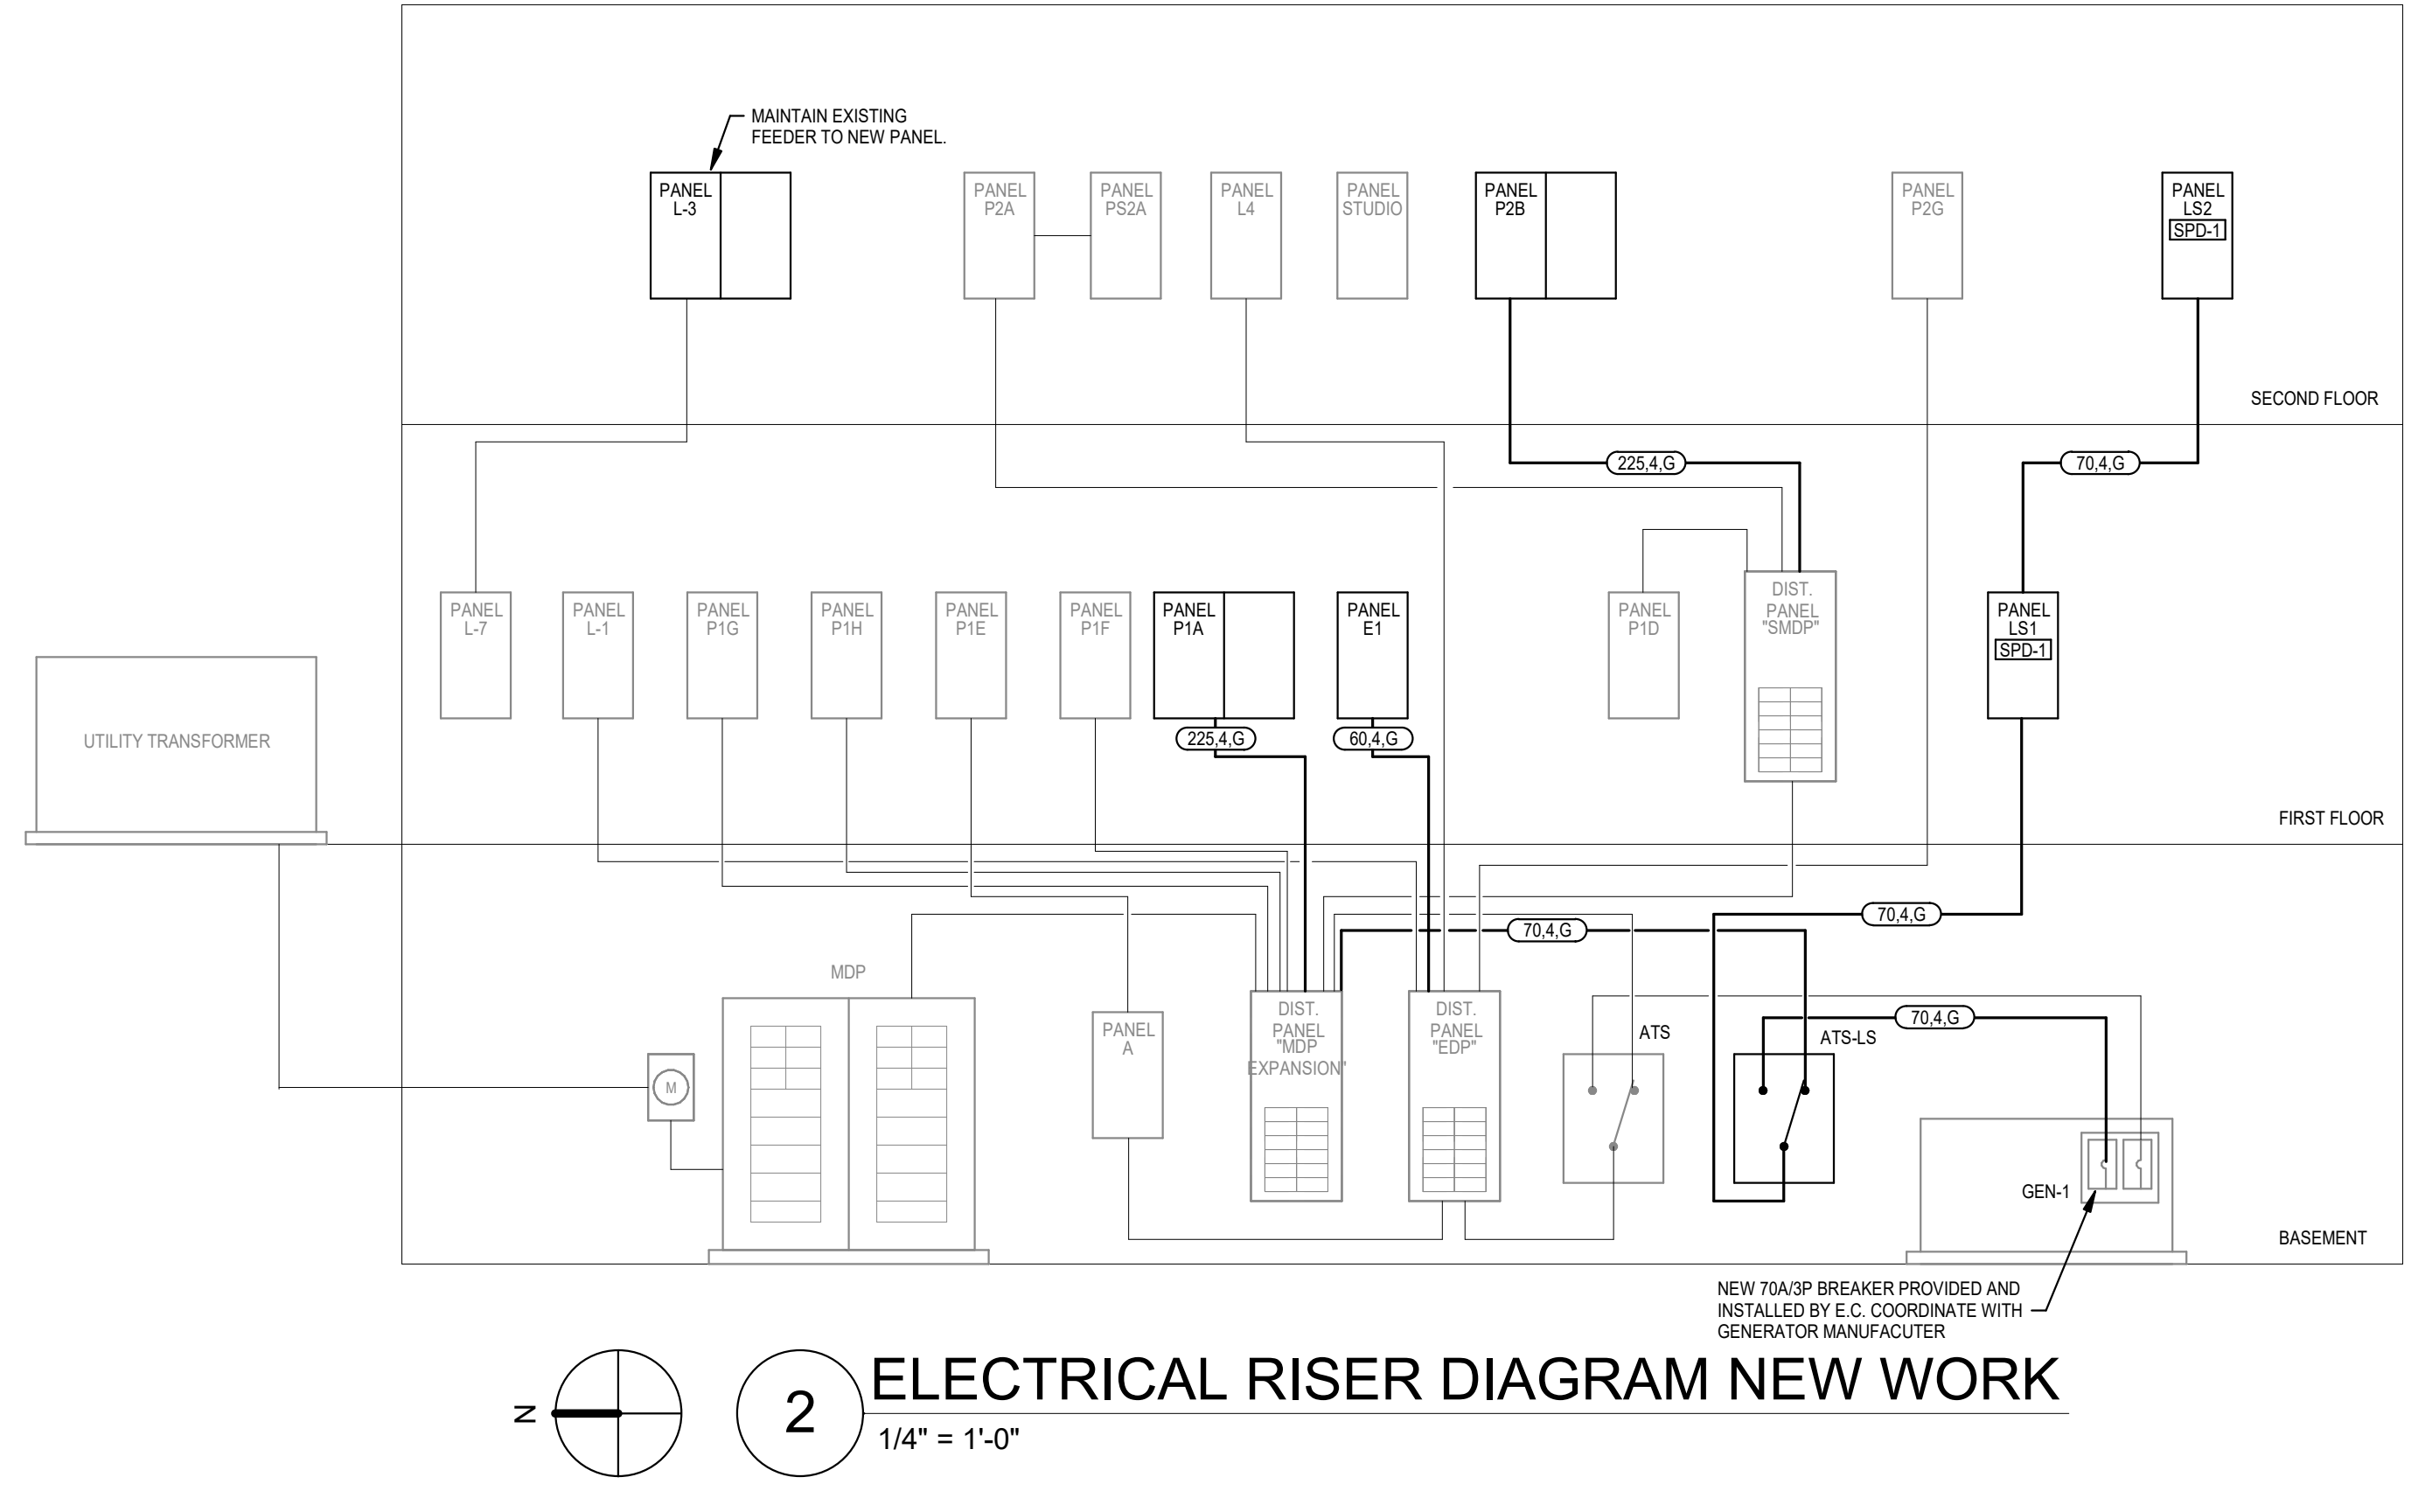 MAINTAIN EXISTING
FEEDER TO NEW PANEL.
PANEL
L-3
PANEL
P2A
PANEL
PS2A
PANEL
L4
PANEL
STUDIO
PANEL
P2B
PANEL
P2G
PANEL
LS2
SPD-1
SECOND FLOOR
225,4,G
70,4,G
PANEL
L-7
PANEL
L-1
PANEL
P1G
PANEL
P1H
PANEL
P1E
PANEL
P1F
PANEL
P1A
PANEL
E1
PANEL
P1D
DIST.
PANEL
"SMDP"
PANEL
LS1
SPD-1
225,4,G
60,4,G
UTILITY TRANSFORMER
FIRST FLOOR
70,4,G
70,4,G
MDP
M
PANEL
A
DIST.
PANEL
"MDP
EXPANSION"
DIST.
PANEL
"EDP"
ATS
70,4,G
ATS-LS
GEN-1
BASEMENT
NEW 70A/3P BREAKER PROVIDED AND
INSTALLED BY E.C. COORDINATE WITH
GENERATOR MANUFACUTER
N
2
ELECTRICAL RISER DIAGRAM NEW WORK
1/4" = 1'-0"